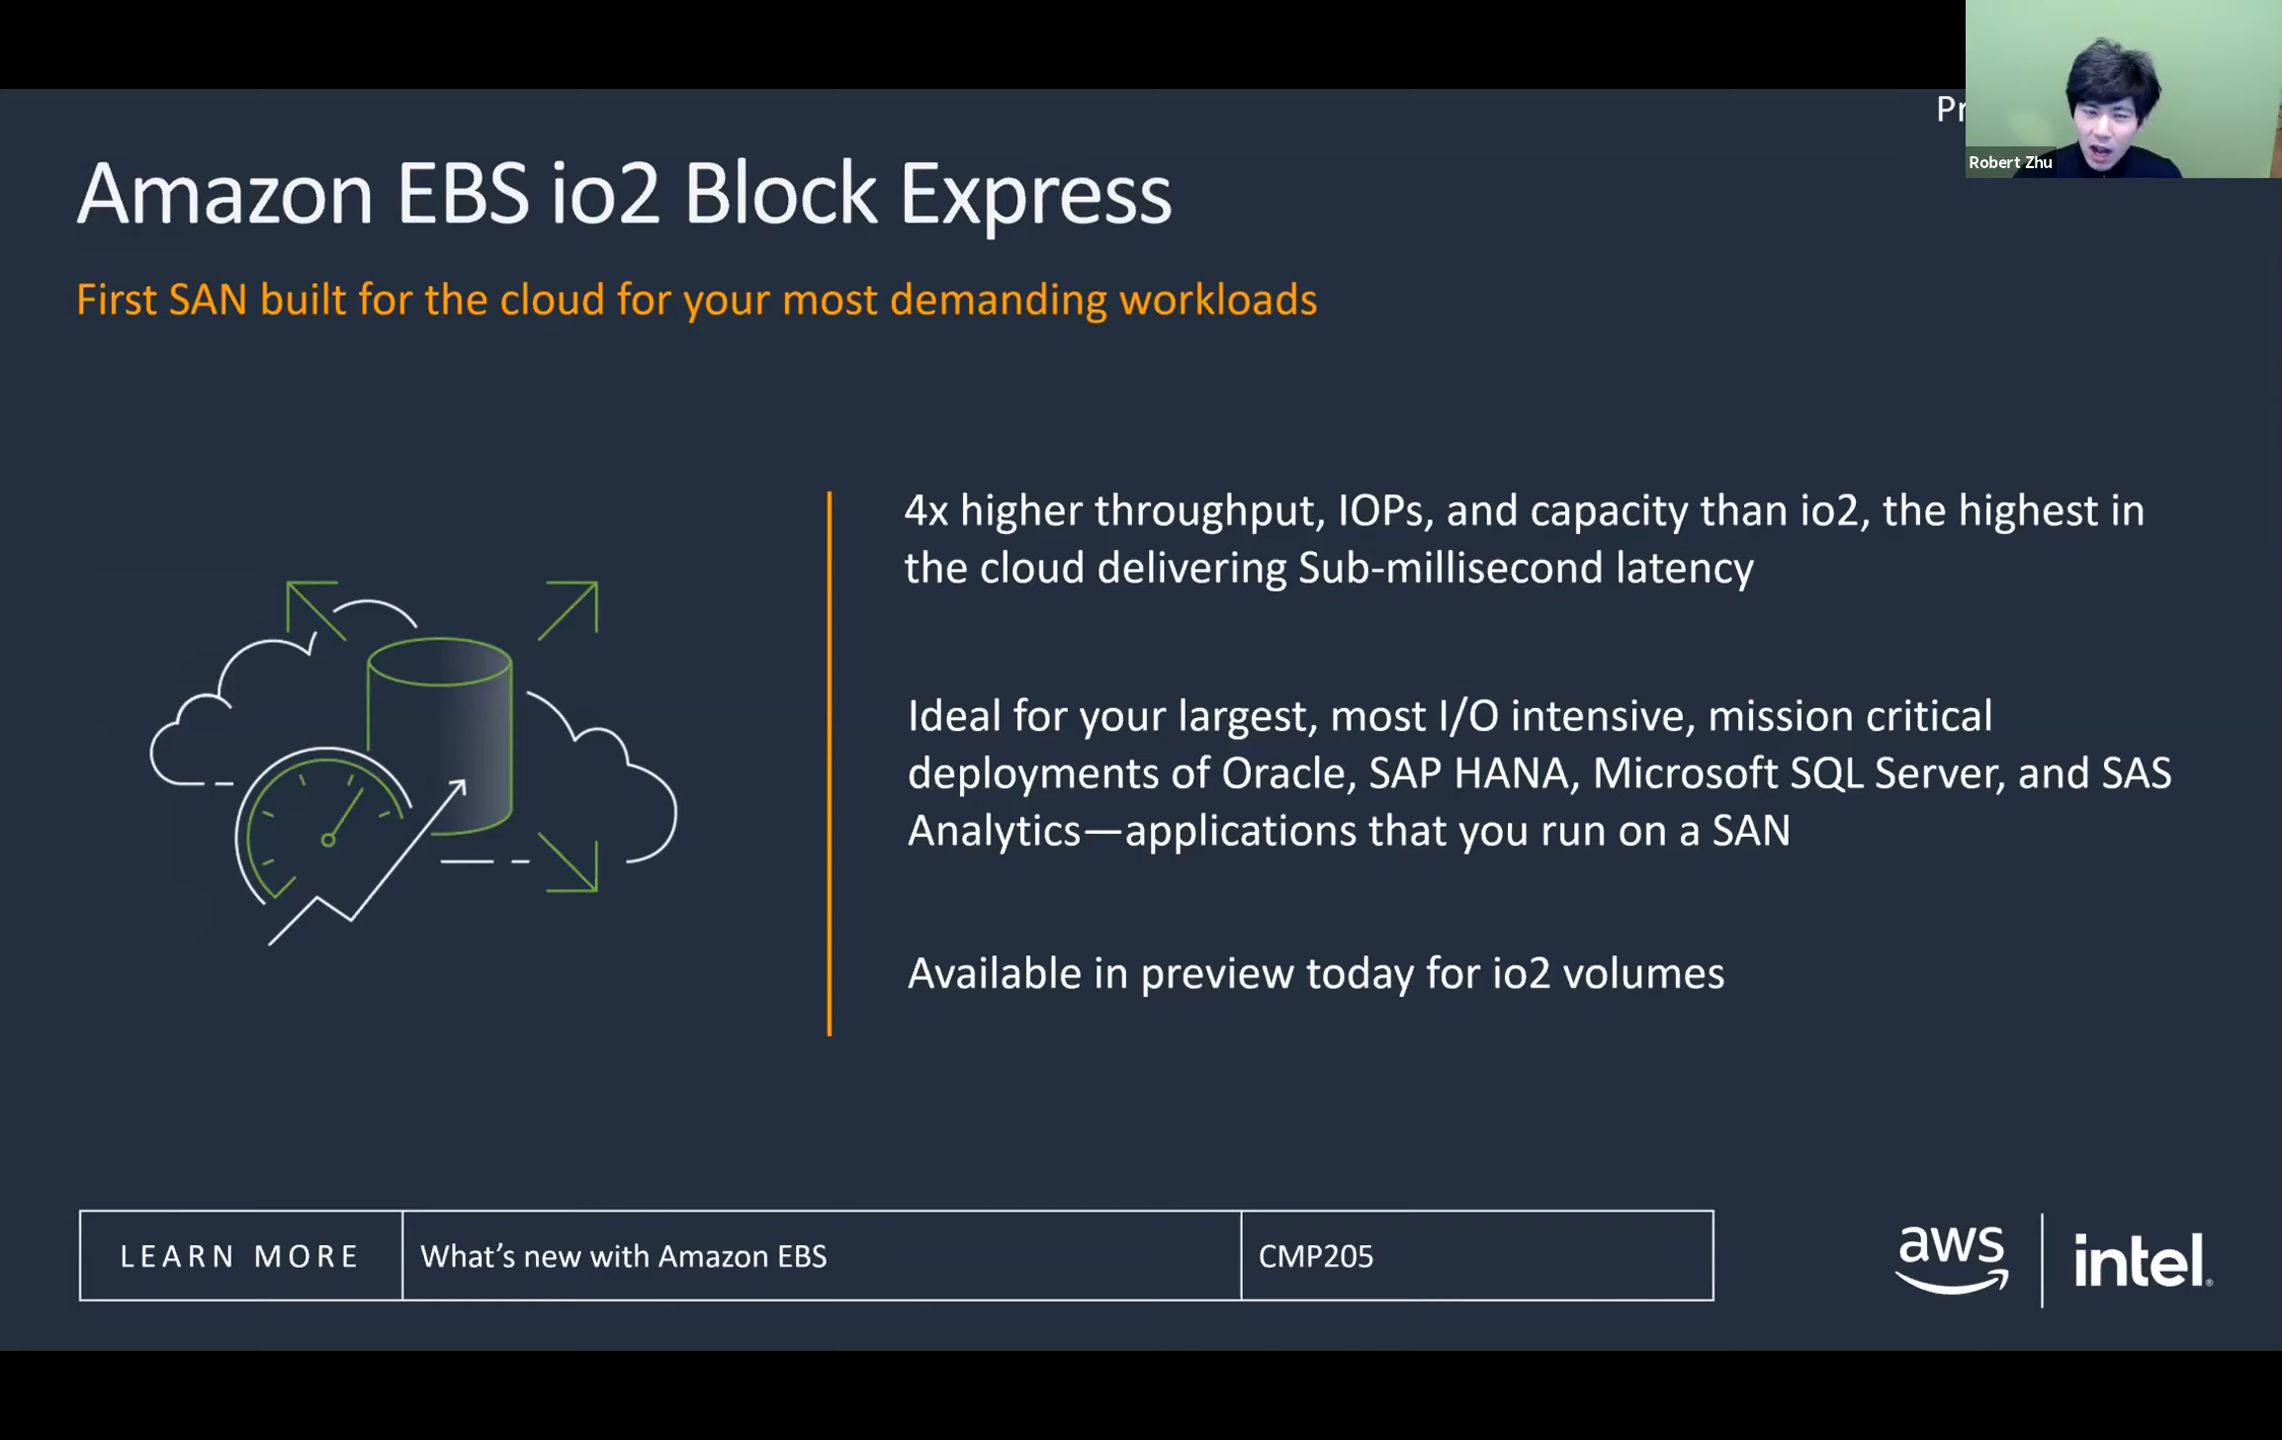 Robert Zhu
Amazon EBS io2 Block Express
First SAN built for the cloud for your most demanding workloads
4x higher throughput, IOPs, and capacity than io2, the highest in
the cloud delivering Sub-millisecond latency
Ideal for your largest, most I/O intensive, mission critical
deployments of Oracle, SAP HANA, Microsoft SQL Server, and SAS
Analytics—applications that you run on a SAN
Available in preview today for io2 volumes
LEARN MORE What’s new with Amazon EBS CMP205
aws intel